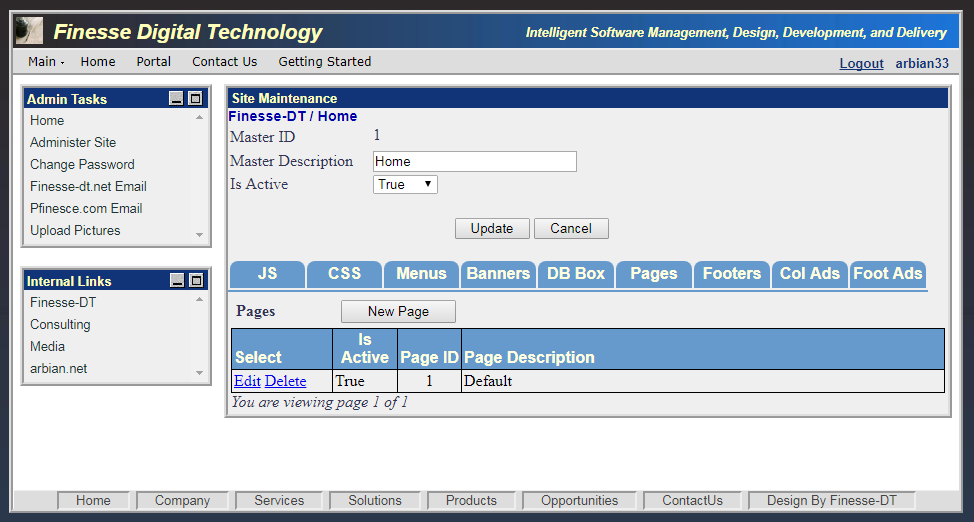 Finesse Digital Technology
Intelligent Software Management, Design, Development, and Delivery
Main Home Portal Contact Us Getting Started
Logout arbian33
Admin Tasks
Home
Administer Site
Change Password
Finesse-dt.net Email
Pfinesce.com Email
Upload Pictures
Internal Links
Finesse-DT
Consulting
Media
arbian.net
Site Maintenance
Finesse-DT / Home
Master ID 1
Master Description Home
Is Active True
Update Cancel
JS CSS Menus Banners DB Box Pages Footers Col Ads Foot Ads
Pages New Page
Select Is Active Page ID Page Description
Edit Delete True 1 Default
You are viewing page 1 of 1
Home Company Services Solutions Products Opportunities ContactUs Design By Finesse-DT